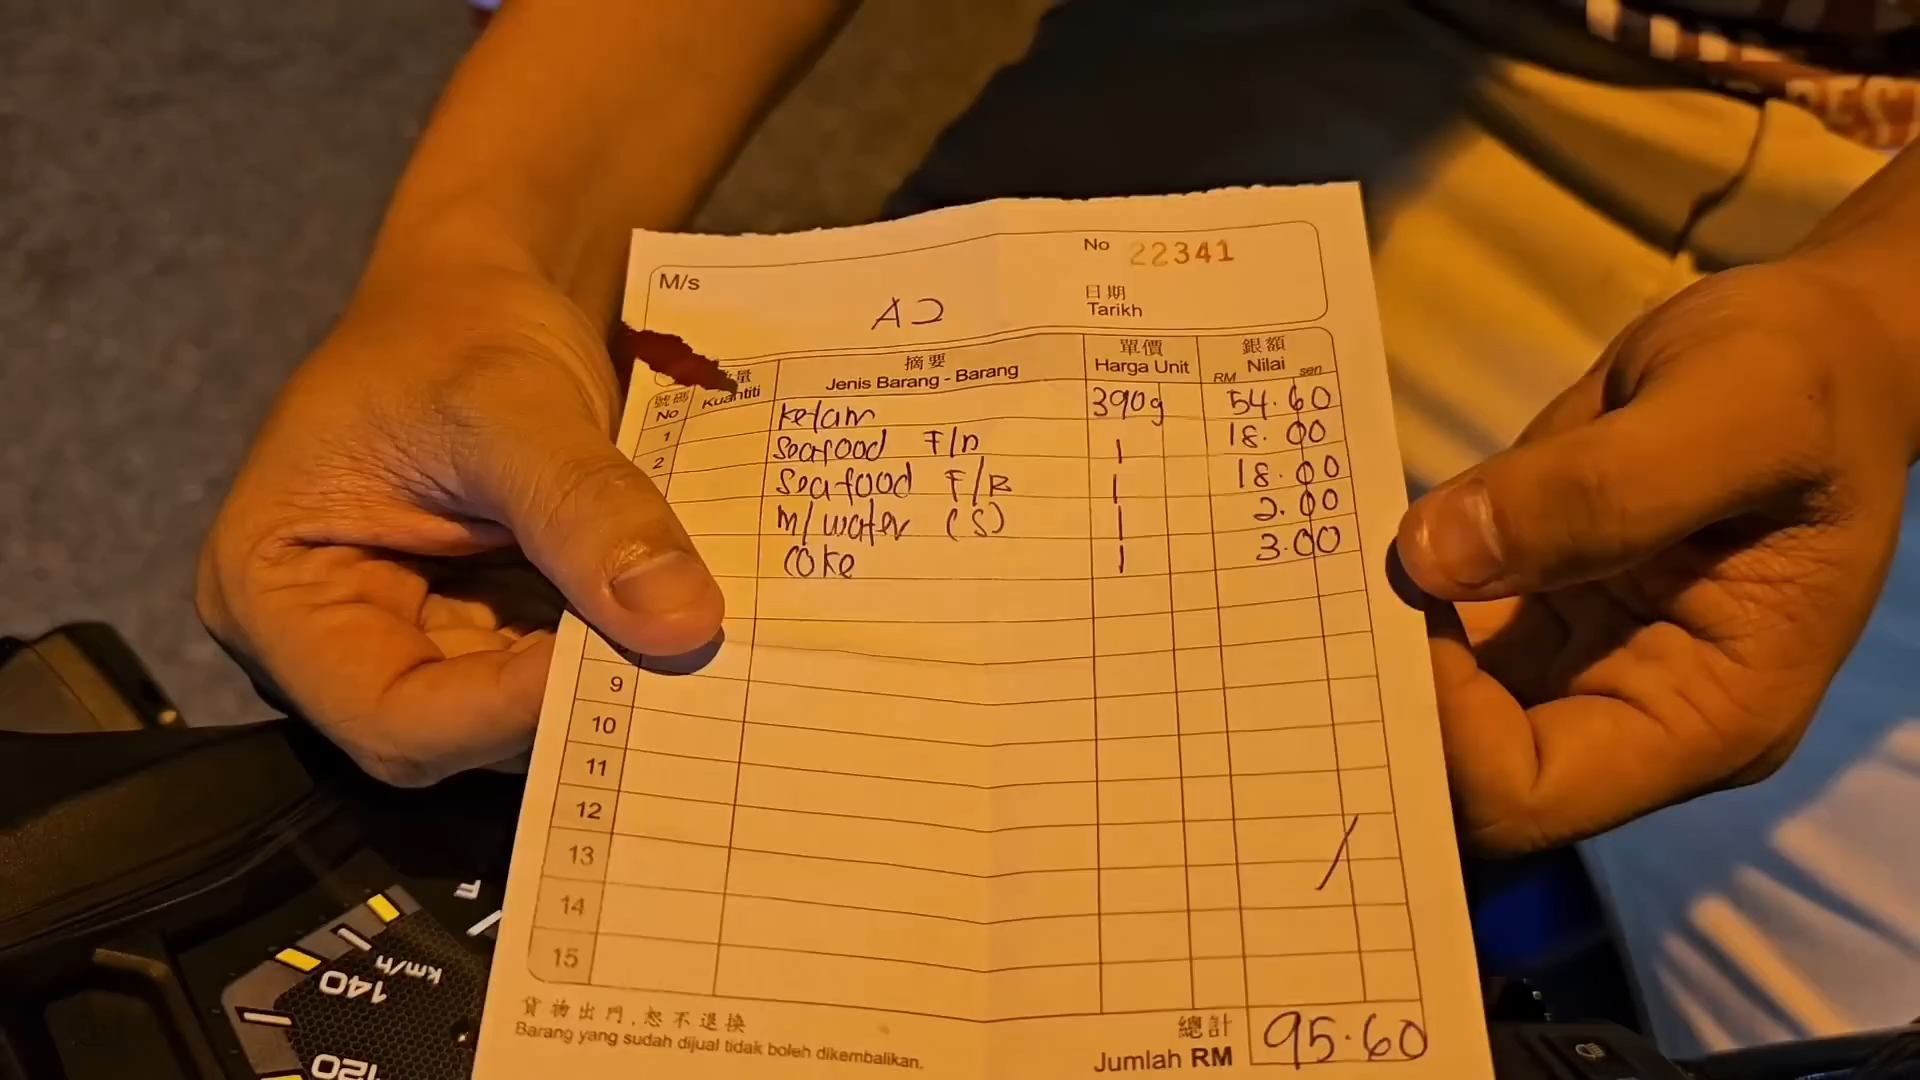 M/s
No 22341
A2
日期
Tarikh
號碼 No
量 Kuantiti
摘要 Jenis Barang - Barang
單價 Harga Unit
銀額 RM Nilai sen
1 Ketam 390g 54.60
2 Seafood 1 18.00
Seafood F/R 1 18.00
m/water (S) 1 2.00
Coke 1 3.00
9
10
11
12
13
14
15
貨物出門,恕不退換
Barang yang sudah dijual tidak boleh dikembalikan.
總計
Jumlah RM 95.60
F
km/h
140
120